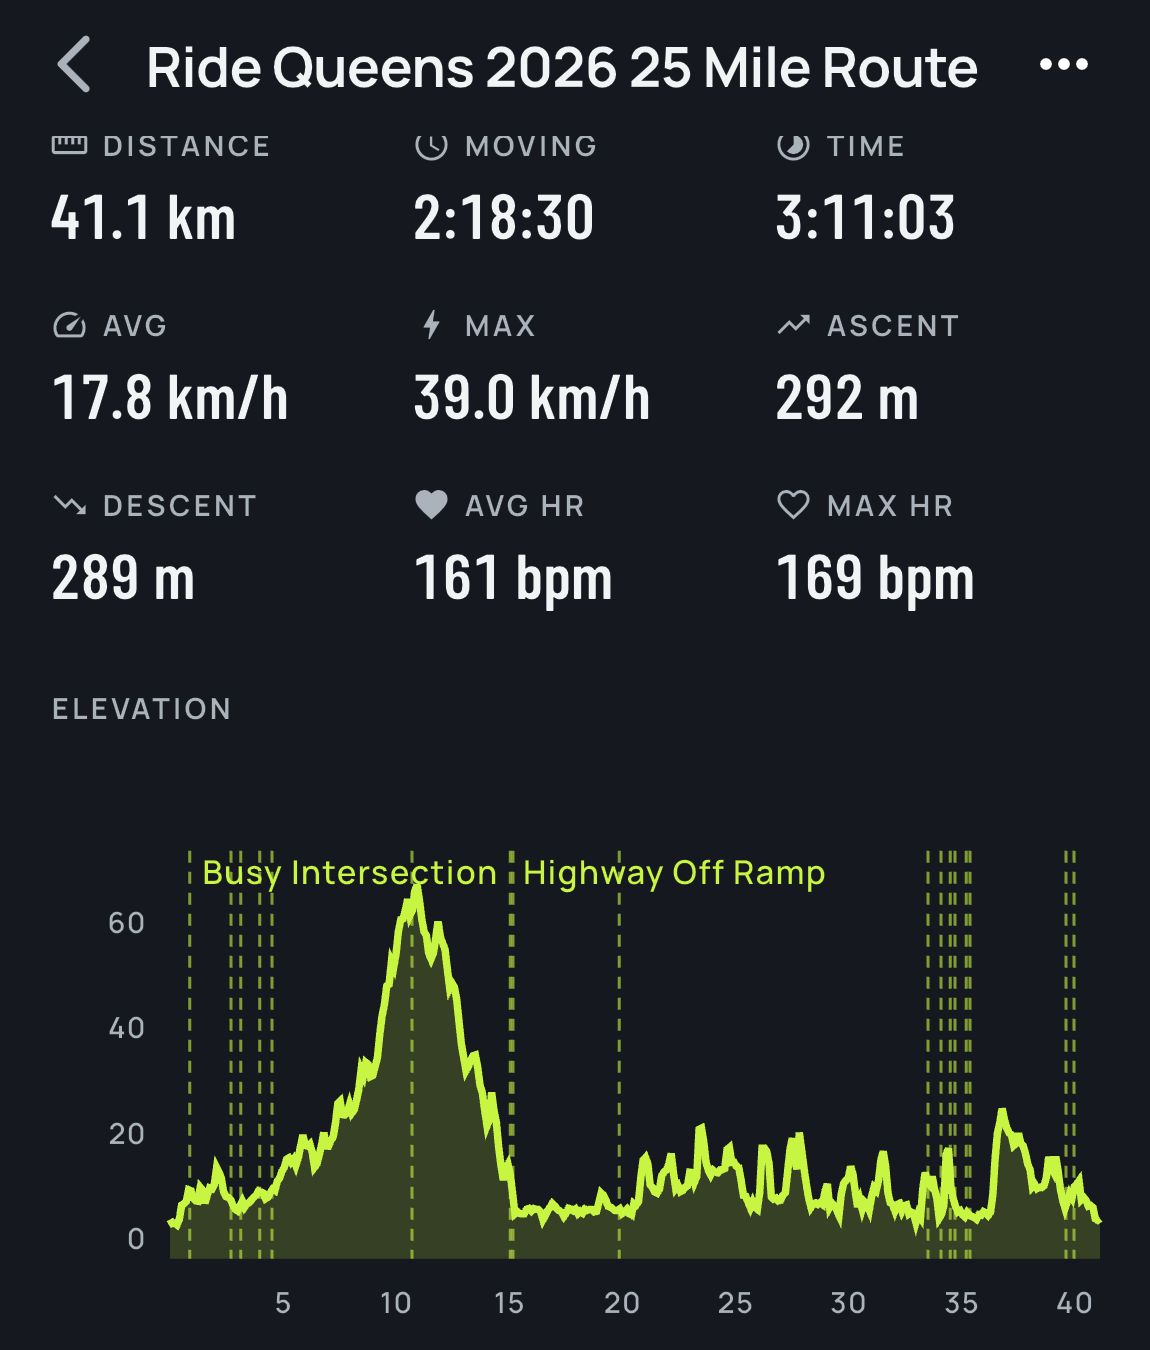 Ride Queens 2026 25 Mile Route
DISTANCE MOVING TIME
41.1 km 2:18:30 3:11:03
AVG MAX ASCENT
17.8 km/h 39.0 km/h 292 m
DESCENT AVG HR MAX HR
289 m 161 bpm 169 bpm
ELEVATION
Busy Intersection Highway Off Ramp
60
40
20
0
5 10 15 20 25 30 35 40